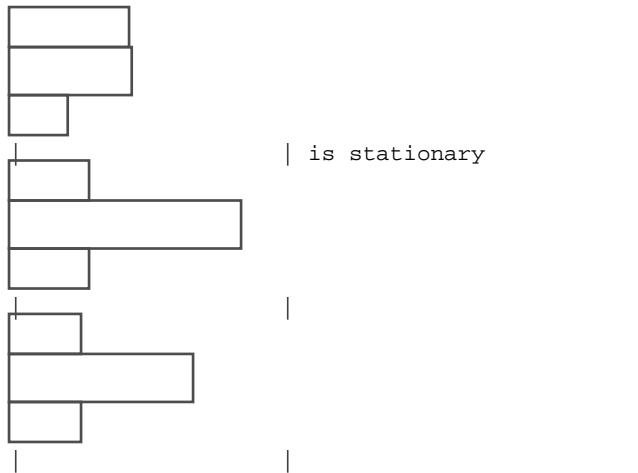 | | is stationary
| |
| |